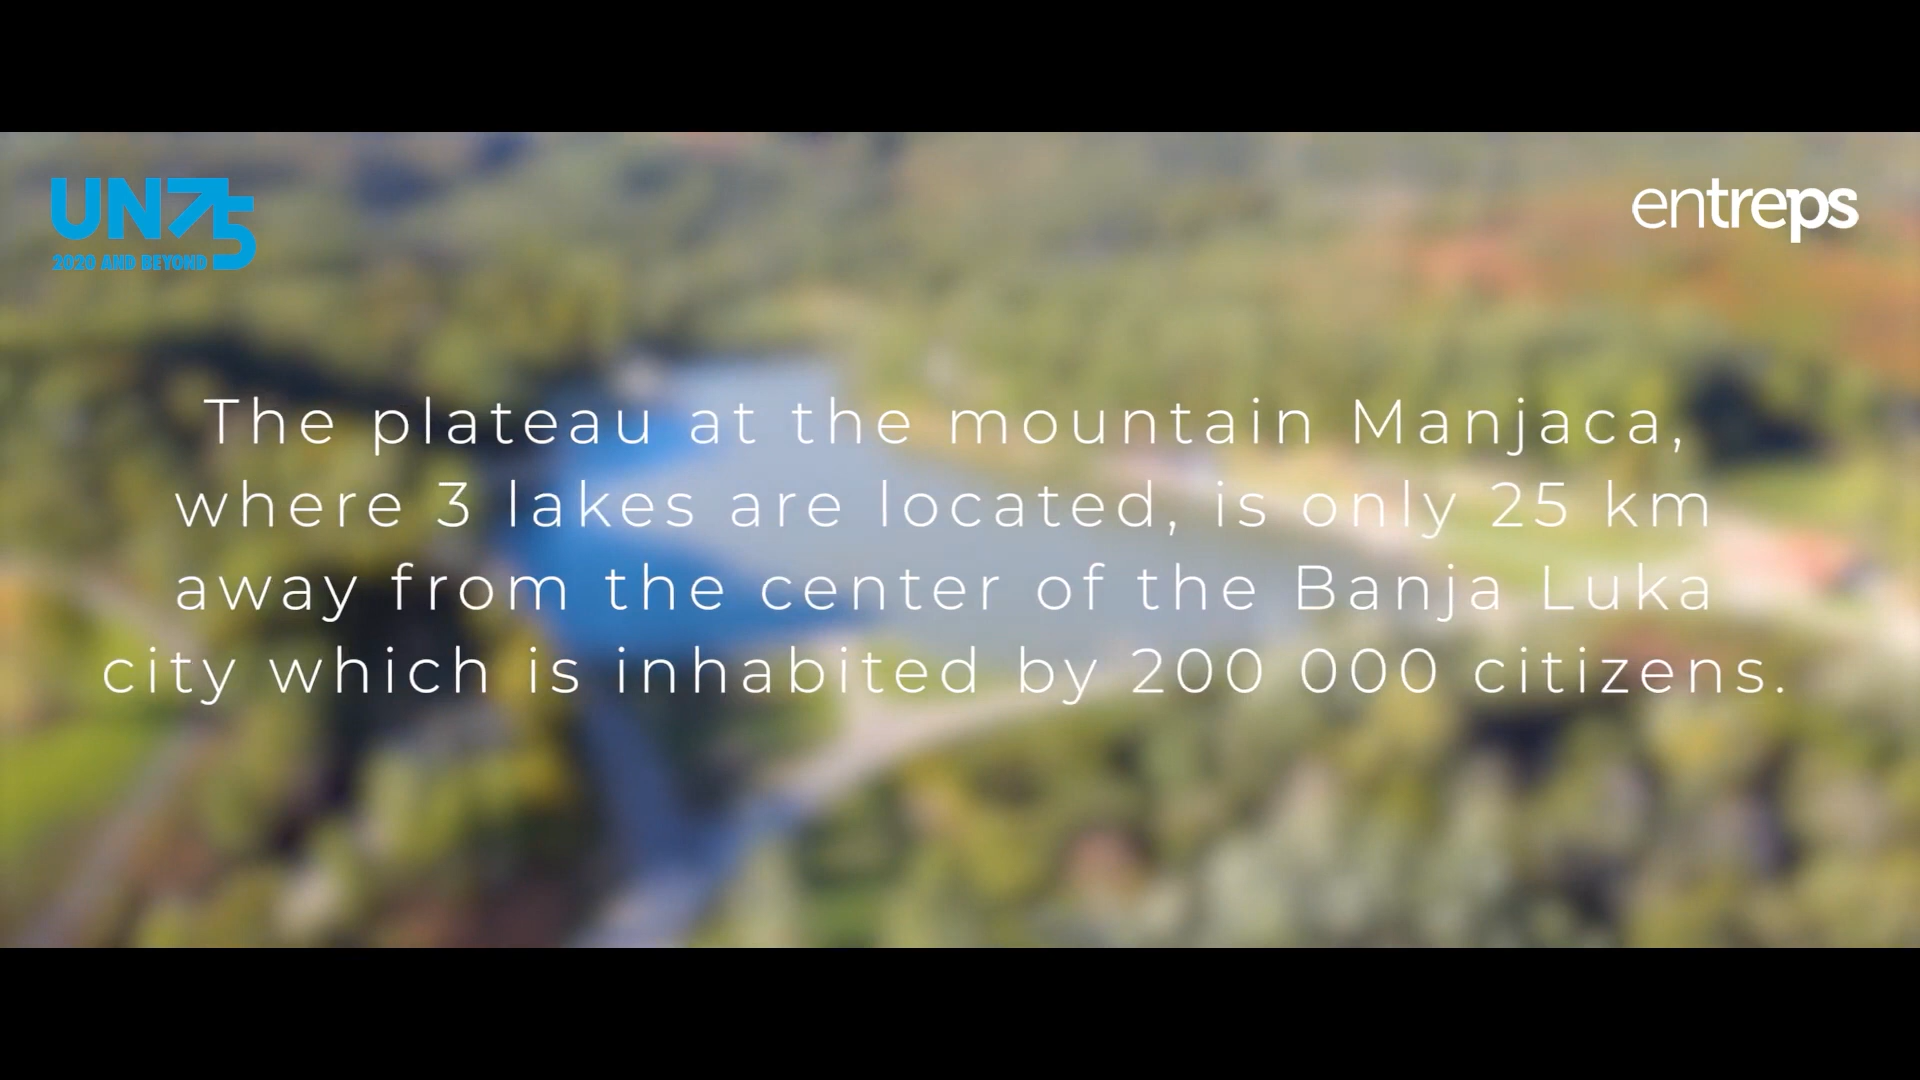 UN75
2020 AND BEYOND
entreps
The plateau at the mountain Manjaca,
where 3 lakes are located, is only 25 km
away from the center of the Banja Luka
city which is inhabited by 200 000 citizens.